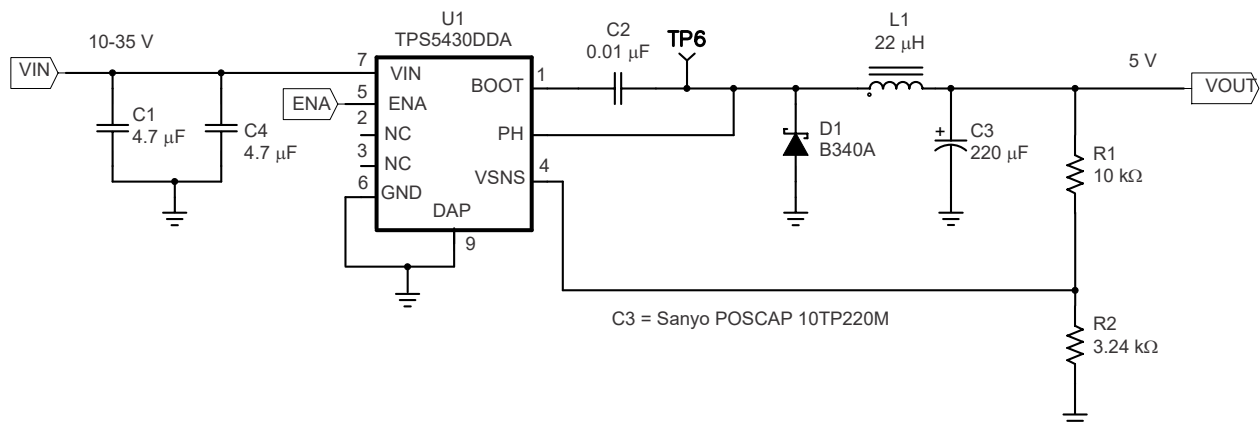 U1
TPS5430DDA
10-35 V
VIN
C1
4.7 μF
C4
4.7 μF
ENA
7
5
2
3
6
VIN
ENA
NC
NC
GND
DAP
9
BOOT
PH
VSNS
1
4
C2
0.01 μF
TP6
L1
22 μH
D1
B340A
C3
220 μF
5 V
VOUT
R1
10 kΩ
R2
3.24 kΩ
C3 = Sanyo POSCAP 10TP220M